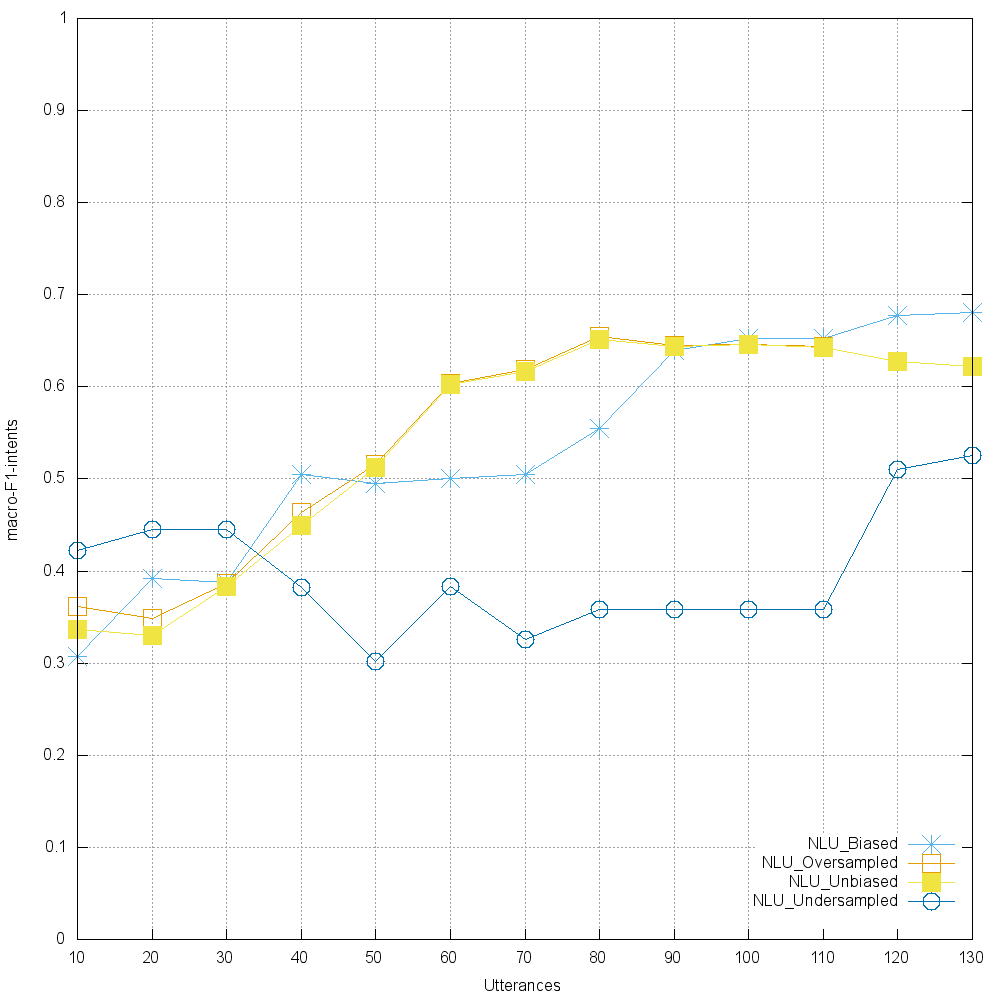 1
0.9
0.8
0.7
0.6
0.5
0.4
0.3
0.2
0.1
0
macro-F1-intents
NLU_Biased
NLU_Oversampled
NLU_Unbiased
NLU_Undersampled
10 20 30 40 50 60 70 80 90 100 110 120 130
Utterances